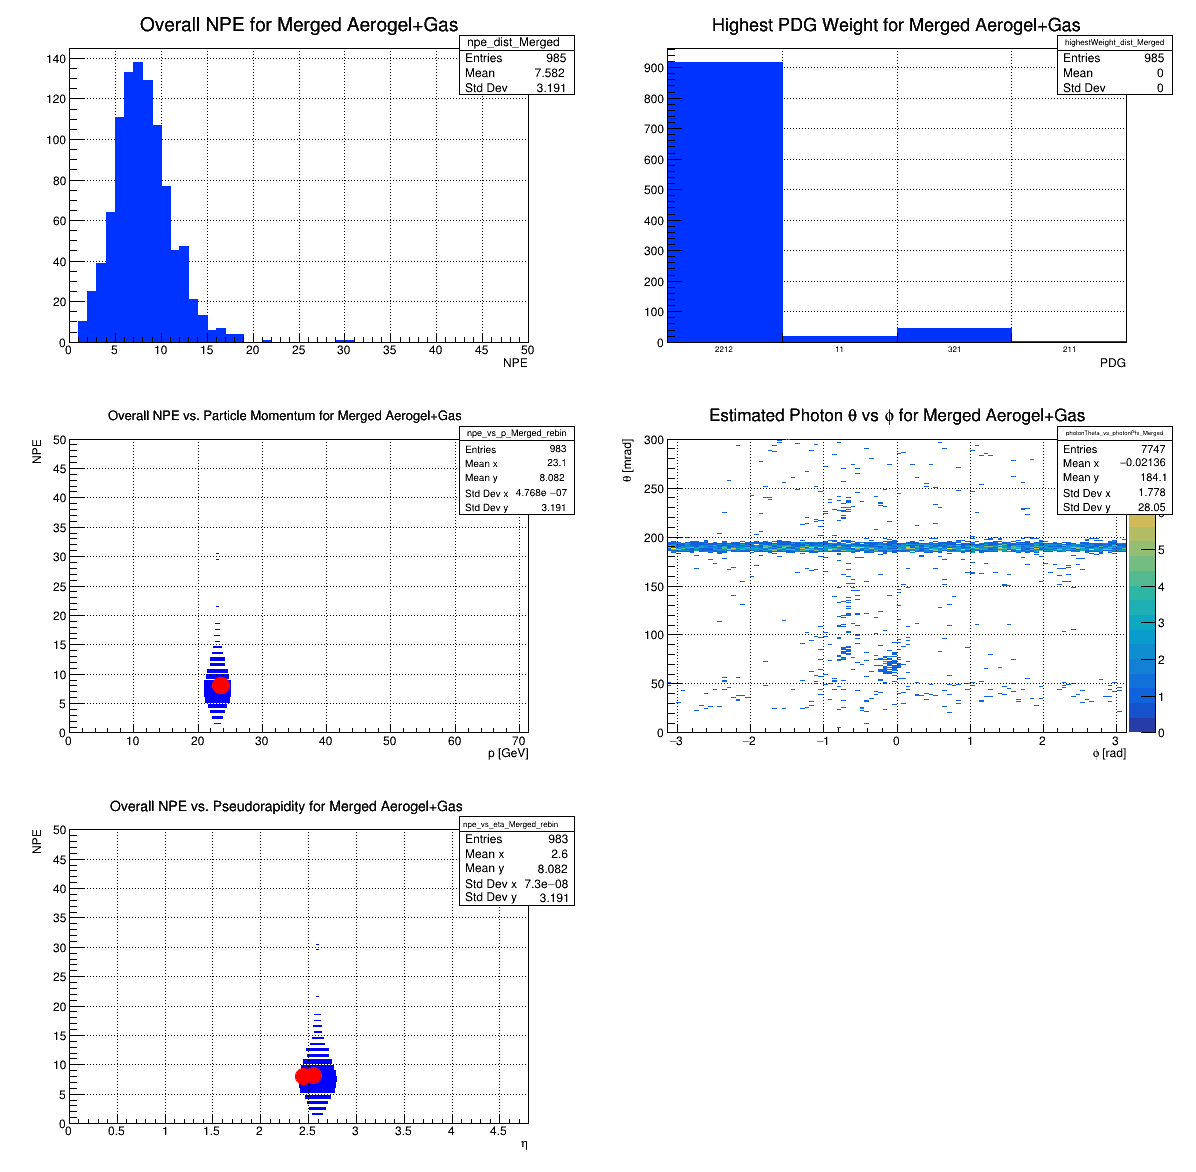 Overall NPE for Merged Aerogel+Gas
npe_dist_Merged
Entries 985
Mean 7.582
Std Dev 3.191
140
120
100
80
60
40
20
0
0 5 10 15 20 25 30 35 40 45 50
NPE
Highest PDG Weight for Merged Aerogel+Gas
highestWeight_dist_Merged
Entries 985
Mean 0
Std Dev 0
900
800
700
600
500
400
300
200
100
0
2212 11 321 211
PDG
Overall NPE vs. Particle Momentum for Merged Aerogel+Gas
npe_vs_p_Merged_rebin
Entries 983
Mean x 23.1
Mean y 8.082
Std Dev x 4.768e −07
Std Dev y 3.191
NPE
50
45
40
35
30
25
20
15
10
5
0
0 10 20 30 40 50 60 70
p [GeV]
Estimated Photon θ vs ϕ for Merged Aerogel+Gas
photonTheta_vs_photonPhi_Merged
Entries 7747
Mean x −0.02136
Mean y 184.1
Std Dev x 1.778
Std Dev y 28.05
θ [mrad]
300
250
200
150
100
50
0
−3 −2 −1 0 1 2 3
ϕ [rad]
5
4
3
2
1
0
Overall NPE vs. Pseudorapidity for Merged Aerogel+Gas
npe_vs_eta_Merged_rebin
Entries 983
Mean x 2.6
Mean y 8.082
Std Dev x 7.3e−08
Std Dev y 3.191
NPE
50
45
40
35
30
25
20
15
10
5
0
0 0.5 1 1.5 2 2.5 3 3.5 4 4.5
η